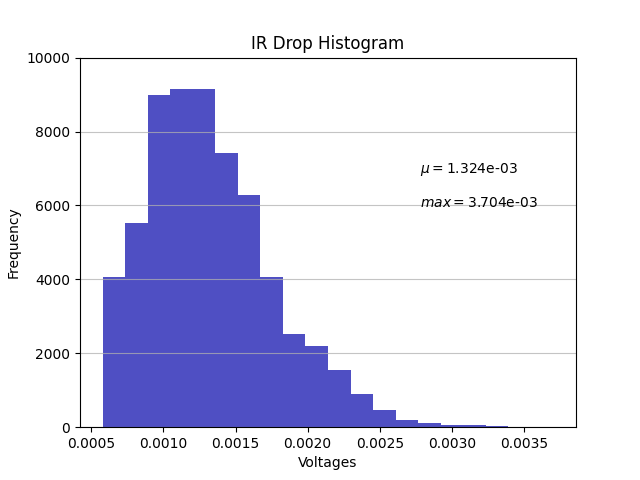 IR Drop Histogram
10000
8000
6000
4000
2000
0
Frequency
μ = 1.324e-03
max = 3.704e-03
0.0005 0.0010 0.0015 0.0020 0.0025 0.0030 0.0035
Voltages